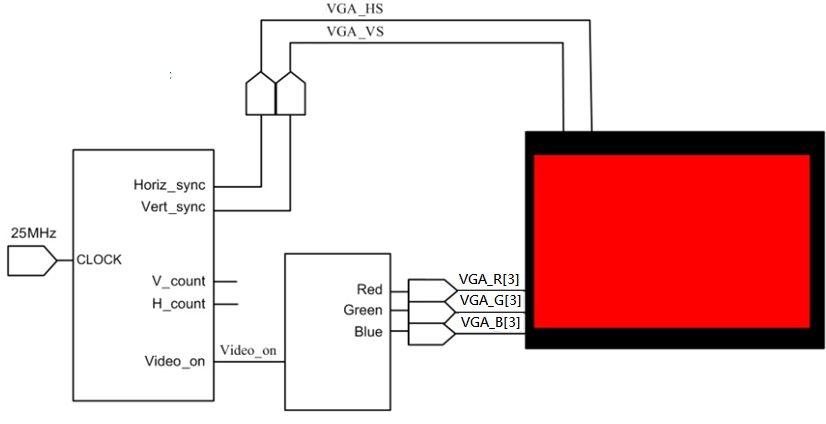 VGA_HS
VGA_VS
;
Horiz_sync
Vert_sync
25MHz
CLOCK
V_count
H_count
VGA_R[3]
Red
VGA_G[3]
Green
VGA_B[3]
Blue
Video_on
Video_on